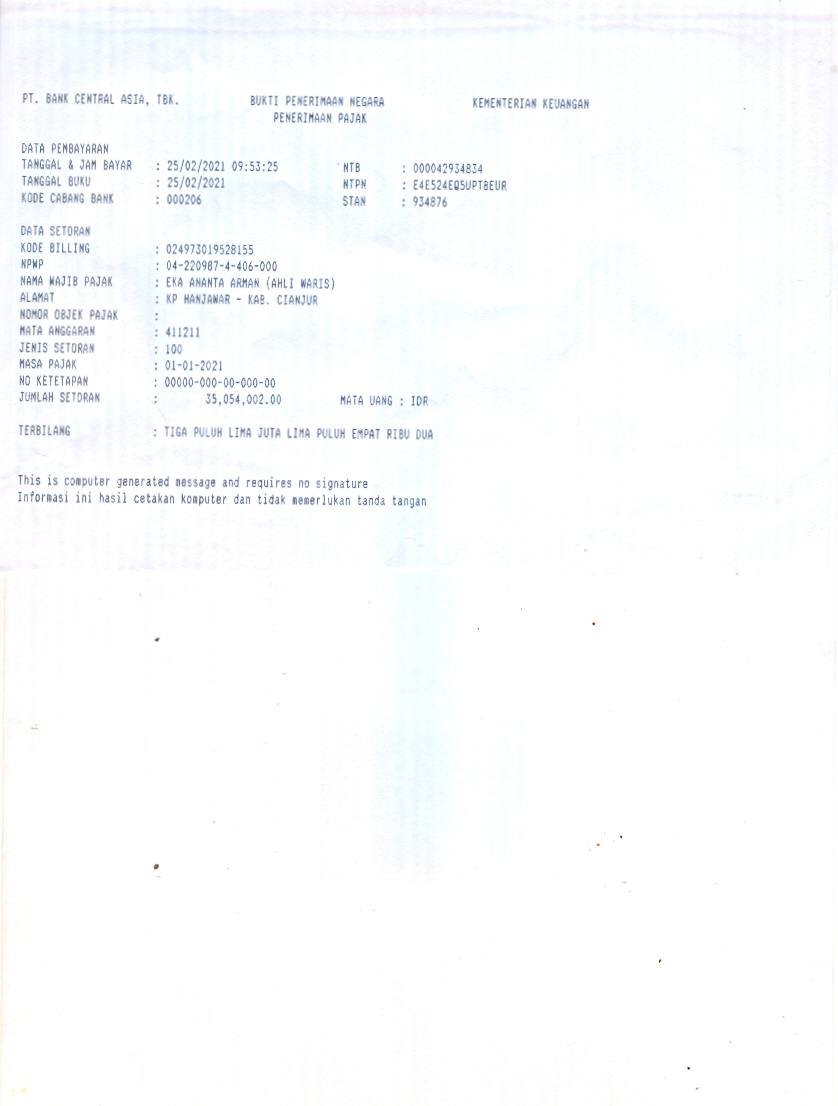 PT. BANK CENTRAL ASIA, TBK. BUKTI PENERIMAAN NEGARA KEMENTERIAN KEUANGAN
PENERIMAAN PAJAK
DATA PEMBAYARAN
TANGGAL & JAM BAYAR : 25/02/2021 09:53:25 NTB : 000042934834
TANGGAL BUKU : 25/02/2021 NTPN : E4E524EQ5UPTBEUR
KODE CABANG BANK : 000206 STAN : 934876
DATA SETORAN
KODE BILLING : 024973019528155
NPWP : 04-220987-4-406-000
NAMA WAJIB PAJAK : EKA ANANTA ARMAN (AHLI WARIS)
ALAMAT : KP HANJAWAR - KAB. CIANJUR
NOMOR OBJEK PAJAK :
MATA ANGGARAN : 411211
JENIS SETORAN : 100
MASA PAJAK : 01-01-2021
NO KETETAPAN : 00000-000-00-000-00
JUMLAH SETORAN : 35,054,002.00 MATA UANG : IDR
TERBILANG : TIGA PULUH LIMA JUTA LIMA PULUH EMPAT RIBU DUA
This is computer generated message and requires no signature
Informasi ini hasil cetakan komputer dan tidak memerlukan tanda tangan